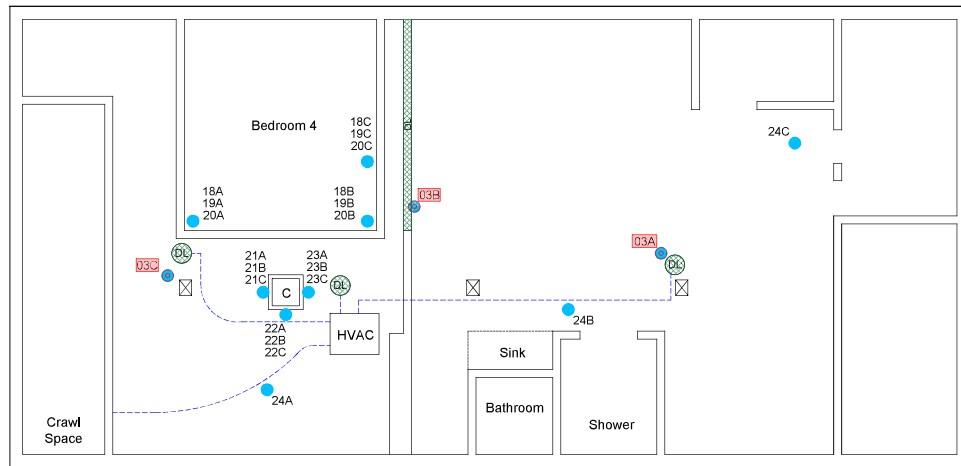 Bedroom 4
18C
19C
20C
24C
18A
19A
20A
18B
19B
20B
03B
03A
03C
DL
DL
DL
21A
21B
21C
C
23A
23B
23C
22A
22B
22C
HVAC
24B
Sink
24A
Bathroom
Shower
Crawl
Space